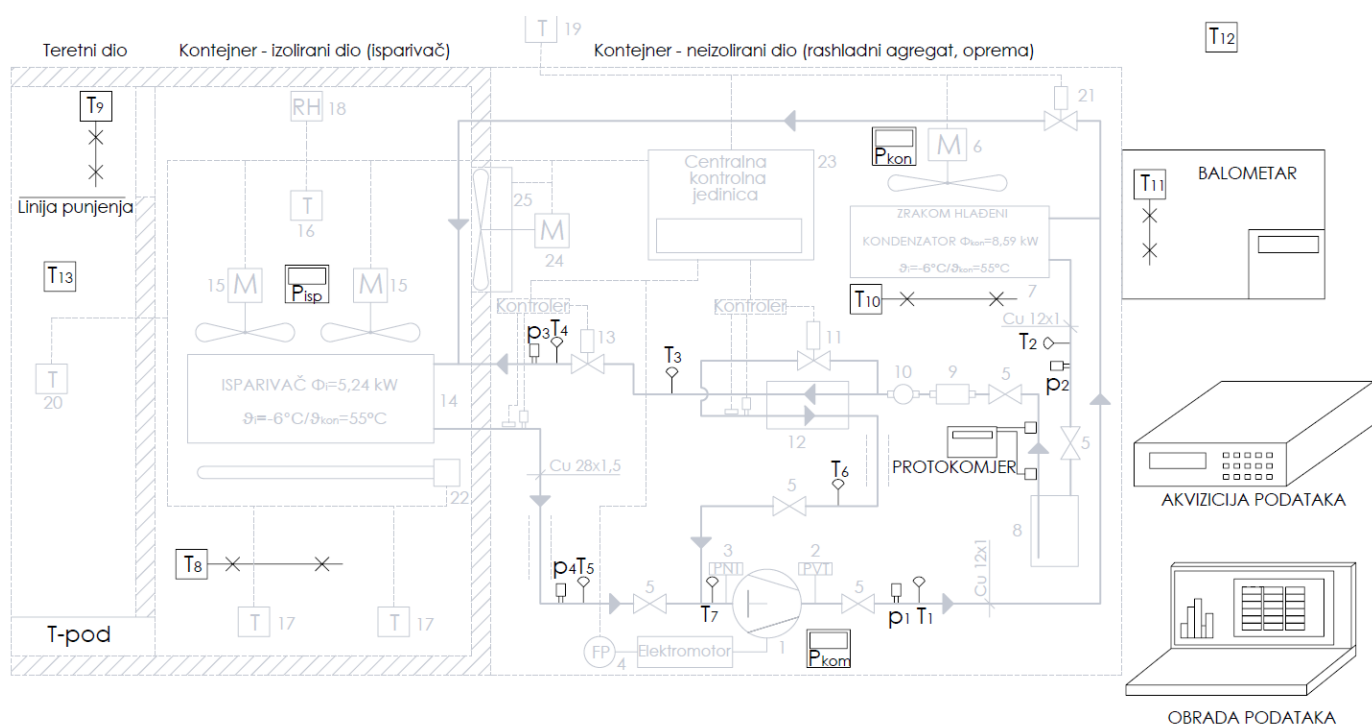 T 19
T12
Teretni dio
Kontejner - izolirani dio (isparivač)
Kontejner - neizolirani dio (rashladni agregat, oprema)
T9
RH 18
21
Pkon
M 6
Centralna
kontrolna
jedinica
23
T11
BALOMETAR
25
Linija punjenja
T
16
M
24
ZRAKOM HLAĐENI
KONDENZATOR Φkon=8,59 kW
ϑi=-6°C/ϑkon=55°C
T13
15 M
Pisp
M 15
Kontroler
Kontroler
T10
7
Cu 12x1
p3 T4
13
11
T2
T3
p2
T
20
ISPARIVAČ Φi=5,24 kW
ϑi=-6°C/ϑkon=55°C
14
10
9
5
12
5
PROTOKOMJER
Cu 28x1,5
T6
22
5
AKVIZICIJA PODATAKA
8
T8
p4 T5
5
3
PNT
T7
2
PVT
5
p1 T1
Cu 12x1
T 17
T 17
T-pod
FP
4
Elektromotor
1
Pkom
OBRADA PODATAKA